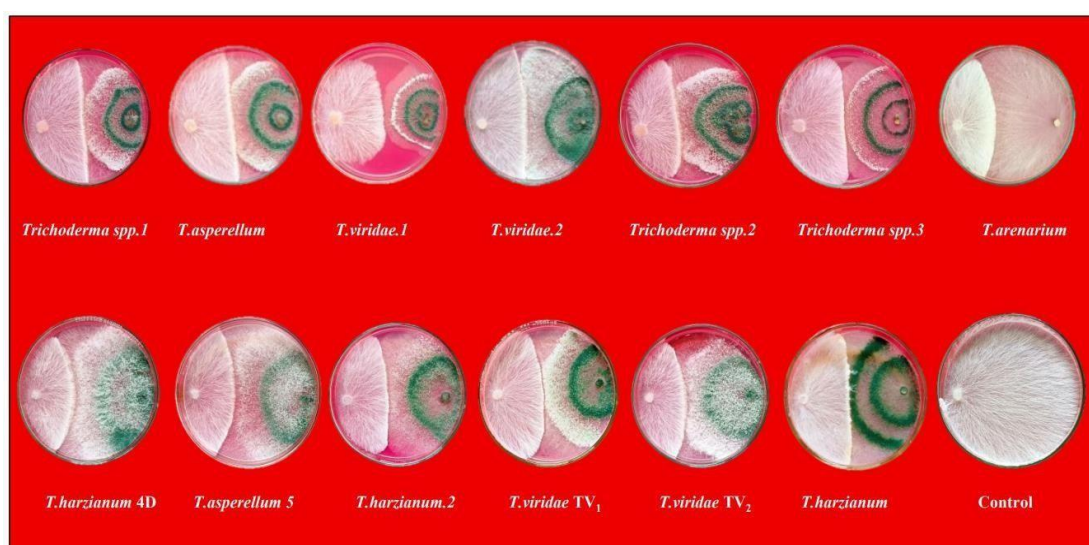 Trichoderma spp.1 T.asperellum T.viridae.1 T.viridae.2 Trichoderma spp.2 Trichoderma spp.3 T.arenarium
T.harzianum 4D T.asperellum 5 T.harzianum.2 T.viridae TV₁ T.viridae TV₂ T.harzianum Control